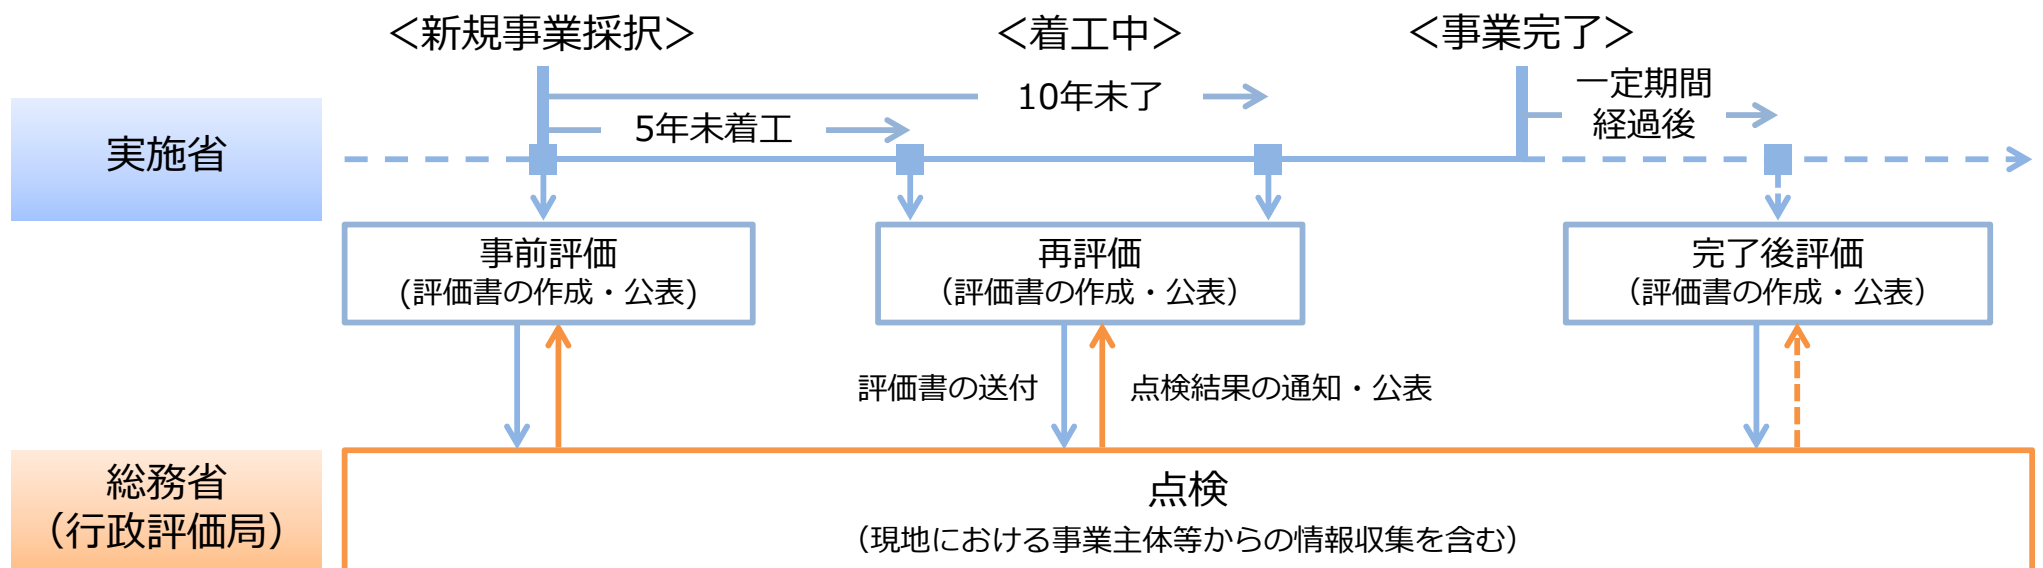 ＜新規事業採択＞
＜着工中＞
＜事業完了＞
10年未了
一定期間
経過後
5年未着工
実施省
事前評価
(評価書の作成・公表)
再評価
（評価書の作成・公表）
完了後評価
（評価書の作成・公表）
評価書の送付
点検結果の通知・公表
総務省
（行政評価局）
点検
（現地における事業主体等からの情報収集を含む）